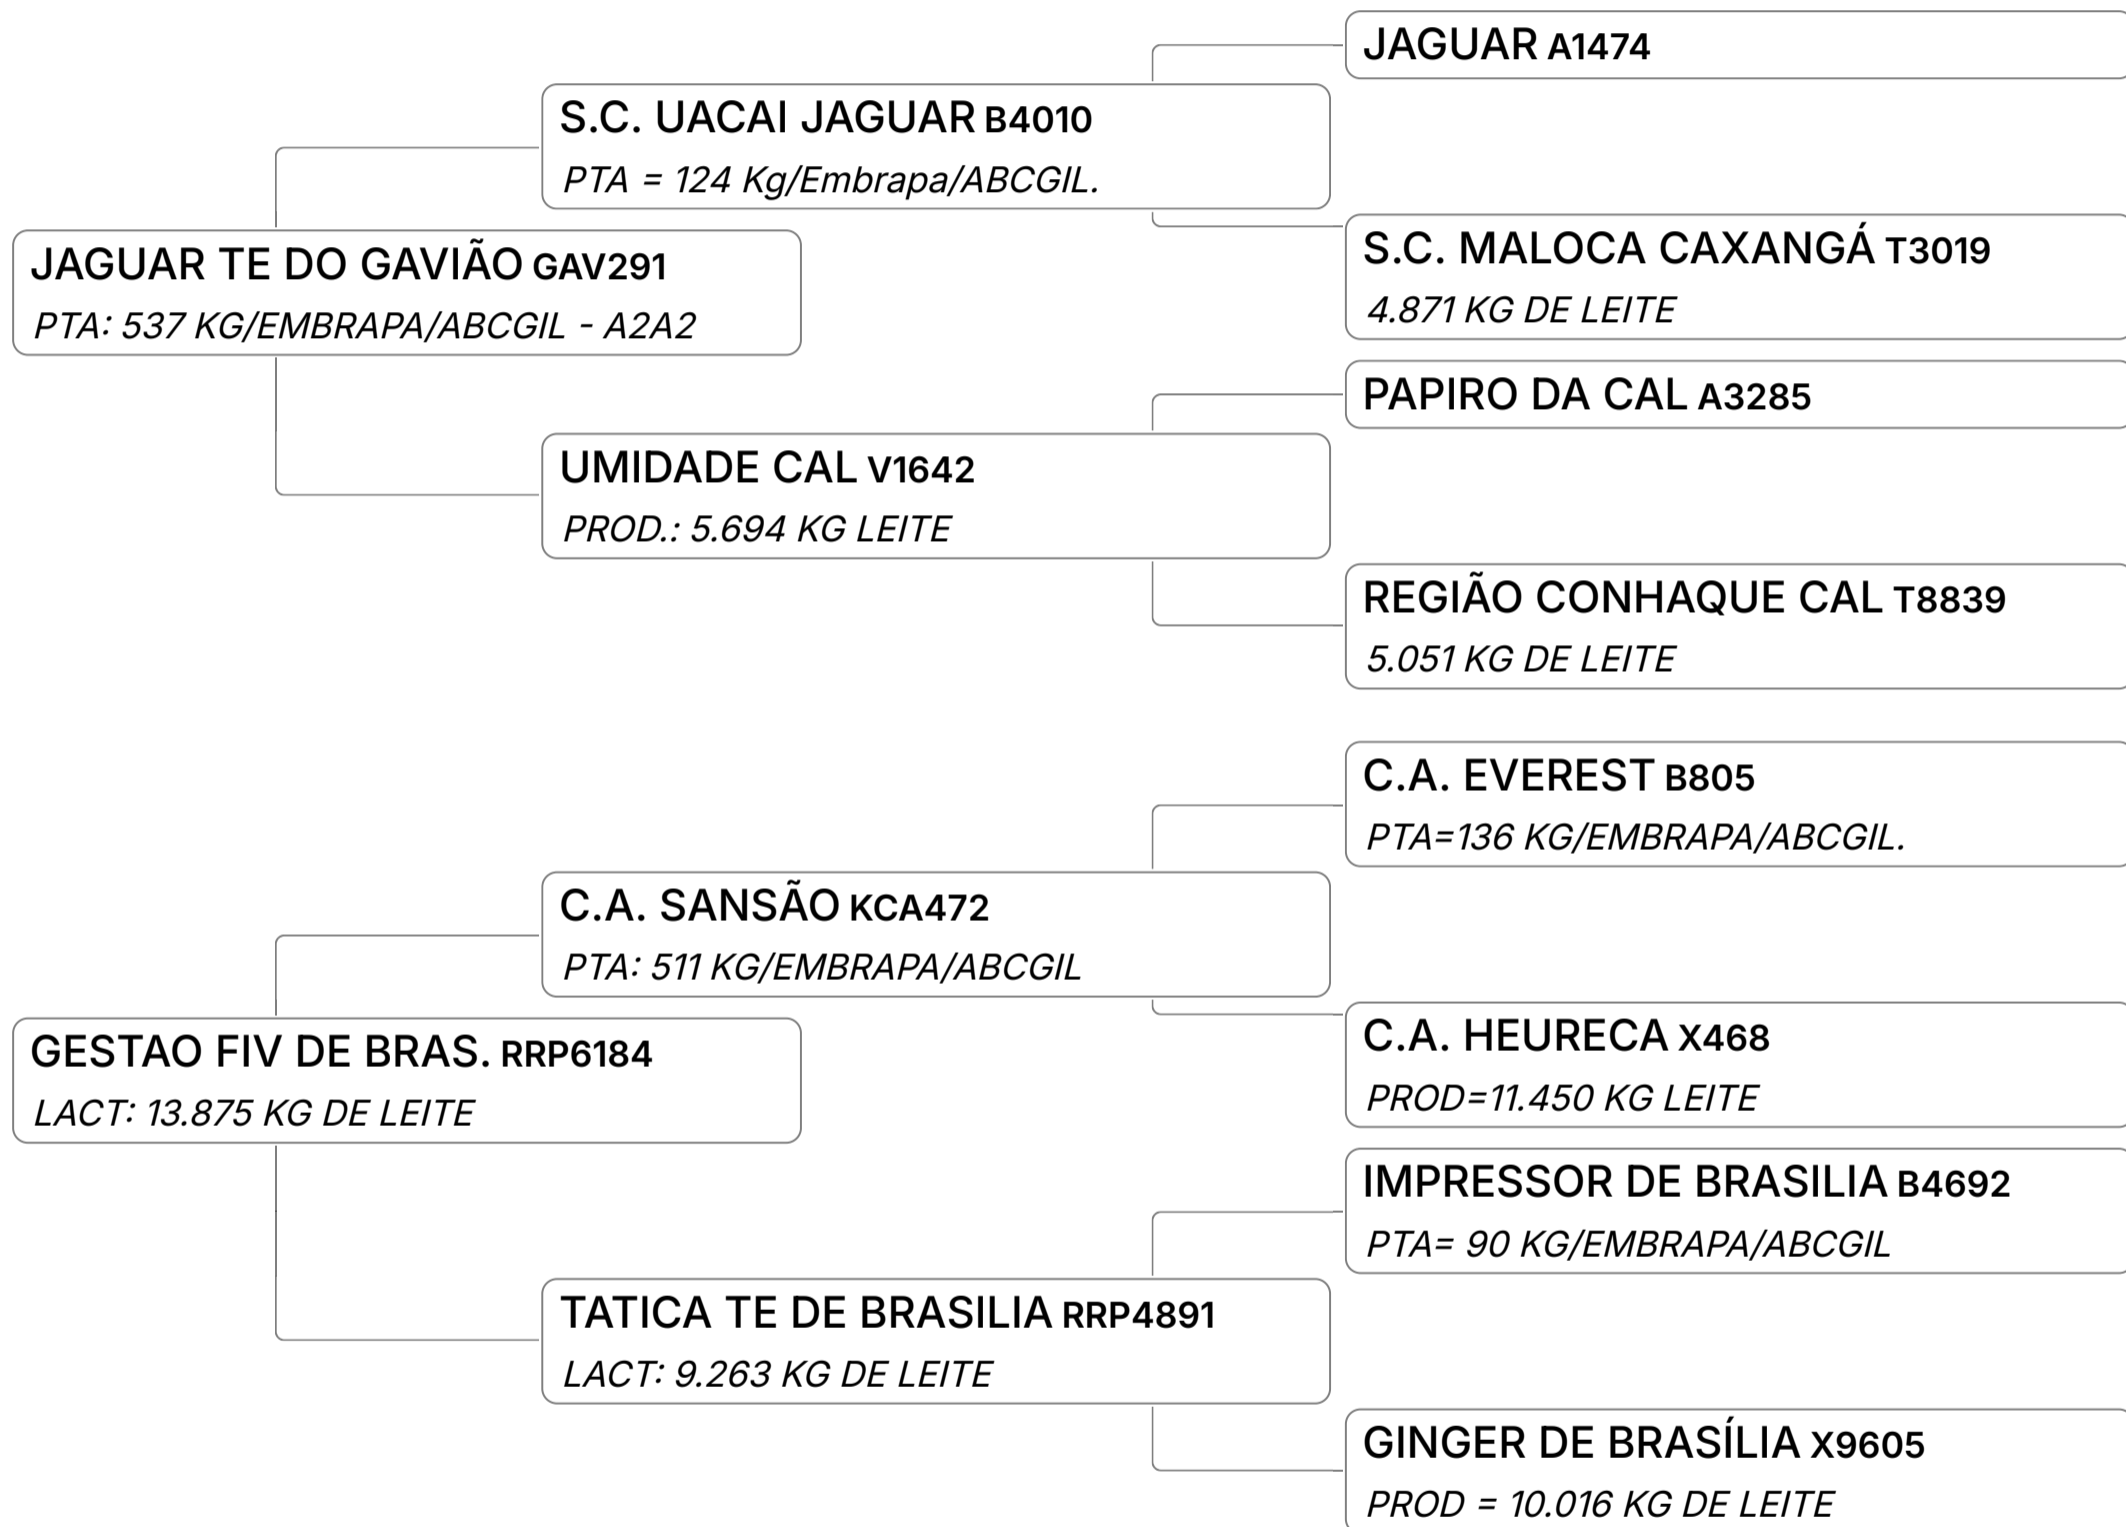 JAGUAR A1474
S.C. UACAI JAGUAR B4010
PTA = 124 Kg/Embrapa/ABCGIL.
S.C. MALOCA CAXANGÁ T3019
4.871 KG DE LEITE
JAGUAR TE DO GAVIÃO GAV291
PTA: 537 KG/EMBRAPA/ABCGIL - A2A2
PAPIRO DA CAL A3285
UMIDADE CAL V1642
PROD.: 5.694 KG LEITE
REGIÃO CONHAQUE CAL T8839
5.051 KG DE LEITE
C.A. EVEREST B805
PTA=136 KG/EMBRAPA/ABCGIL.
C.A. SANSÃO KCA472
PTA: 511 KG/EMBRAPA/ABCGIL
C.A. HEURECA X468
PROD=11.450 KG LEITE
GESTAO FIV DE BRAS. RRP6184
LACT: 13.875 KG DE LEITE
IMPRESSOR DE BRASILIA B4692
PTA= 90 KG/EMBRAPA/ABCGIL
TATICA TE DE BRASILIA RRP4891
LACT: 9.263 KG DE LEITE
GINGER DE BRASÍLIA X9605
PROD = 10.016 KG DE LEITE